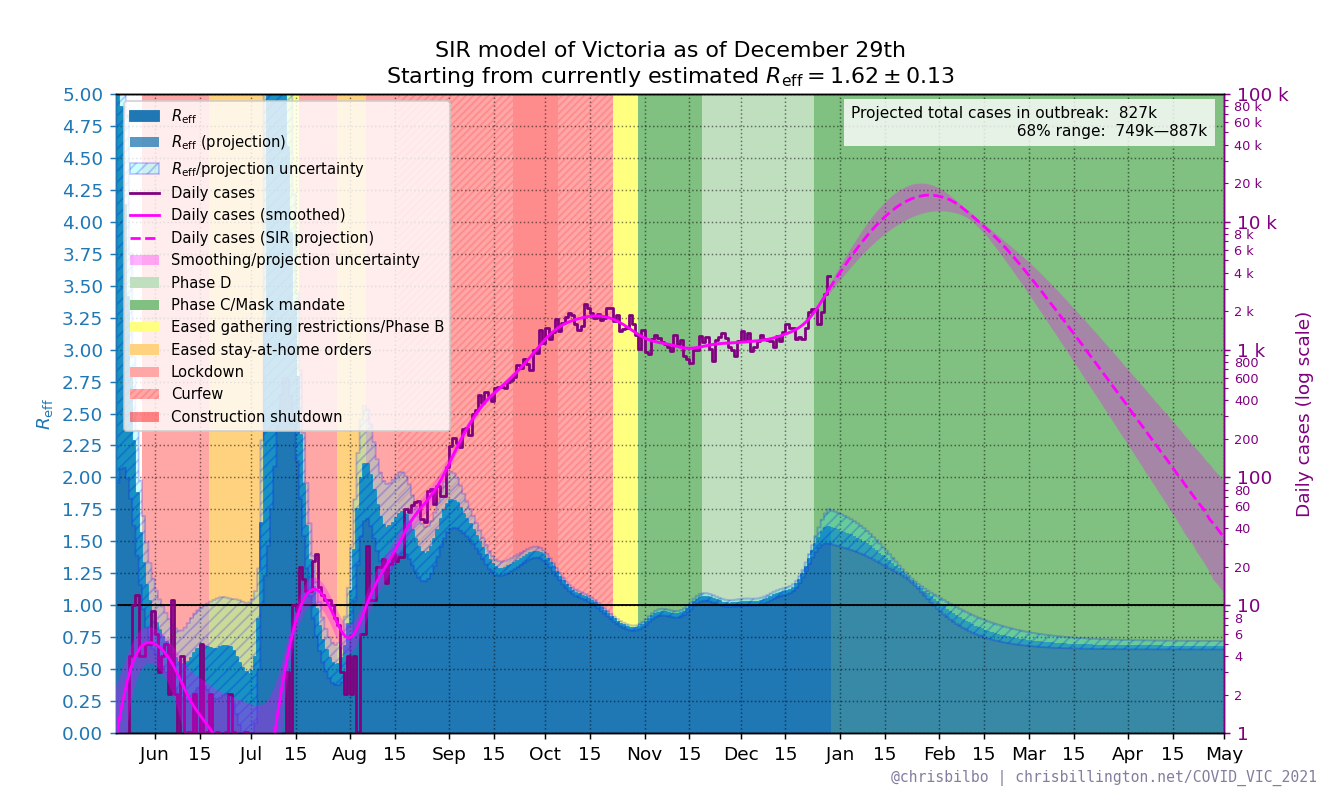 SIR model of Victoria as of December 29th
Starting from currently estimated Reff = 1.62 ± 0.13
Projected total cases in outbreak: 827k
68% range: 749k—887k
Reff
Reff (projection)
Reff/projection uncertainty
Daily cases
Daily cases (smoothed)
Daily cases (SIR projection)
Smoothing/projection uncertainty
Phase D
Phase C/Mask mandate
Eased gathering restrictions/Phase B
Eased stay-at-home orders
Lockdown
Curfew
Construction shutdown
Reff
5.00
4.75
4.50
4.25
4.00
3.75
3.50
3.25
3.00
2.75
2.50
2.25
2.00
1.75
1.50
1.25
1.00
0.75
0.50
0.25
0.00
100 k
80 k
60 k
40 k
20 k
10 k
8 k
6 k
4 k
2 k
1 k
800
600
400
200
100
80
60
40
20
10
8
6
4
2
1
Daily cases (log scale)
Jun 15 Jul 15 Aug 15 Sep 15 Oct 15 Nov 15 Dec 15 Jan 15 Feb 15 Mar 15 Apr 15 May
@chrisbilbo | chrisbillington.net/COVID_VIC_2021